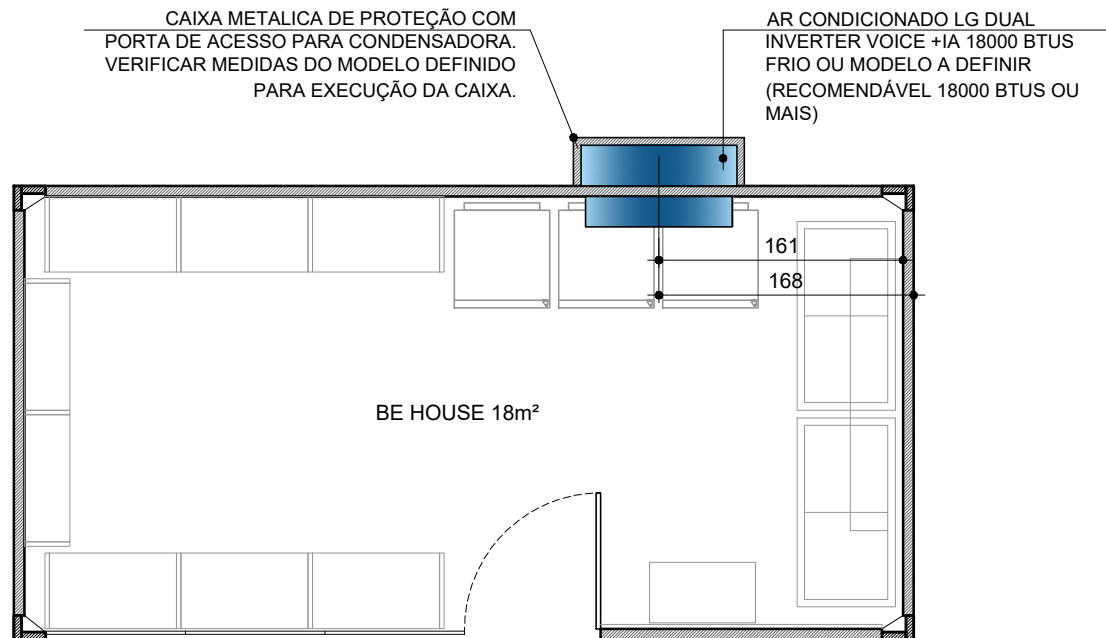 CAIXA METALICA DE PROTEÇÃO COM
PORTA DE ACESSO PARA CONDENSADORA.
VERIFICAR MEDIDAS DO MODELO DEFINIDO
PARA EXECUÇÃO DA CAIXA.
AR CONDICIONADO LG DUAL
INVERTER VOICE +IA 18000 BTUS
FRIO OU MODELO A DEFINIR
(RECOMENDÁVEL 18000 BTUS OU
MAIS)
161
168
BE HOUSE 18m²